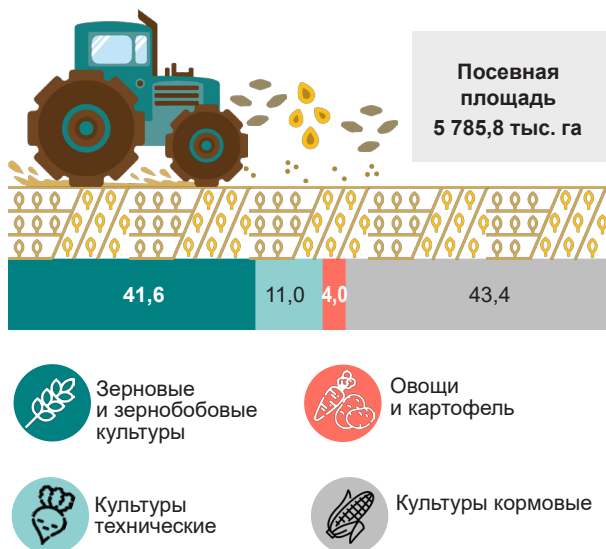 Посевная
площадь
5 785,8 тыс. га
41,6
11,0
4,0
43,4
Зерновые
и зернобобовые
культуры
Овощи
и картофель
Культуры
технические
Культуры кормовые